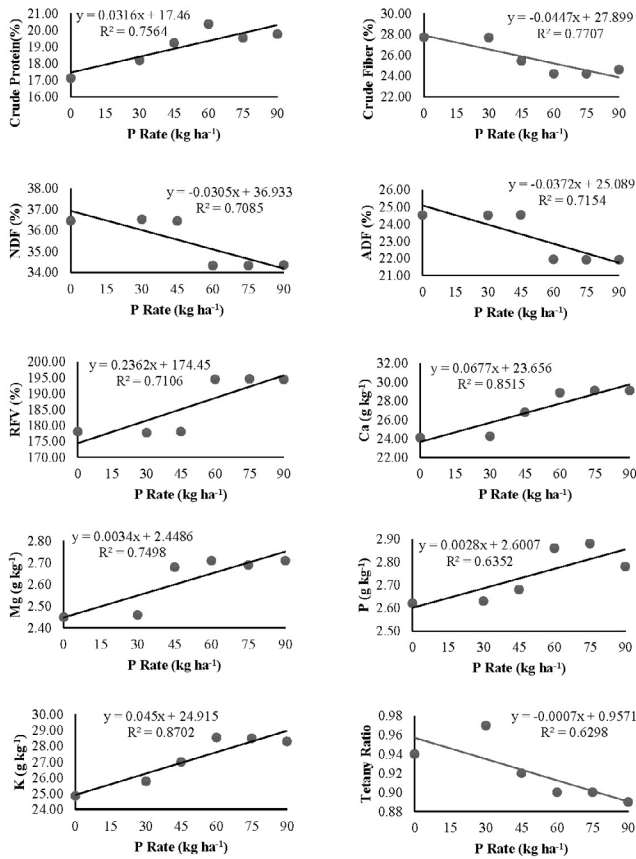 y = 0.0316x + 17.46
R² = 0.7564
Crude Protein(%)
21.00
20.00
19.00
18.00
17.00
16.00
0 15 30 45 60 75 90
P Rate (kg ha⁻¹)
y = -0.0447x + 27.899
R² = 0.7707
Crude Fiber (%)
30.00
28.00
26.00
24.00
22.00
0 15 30 45 60 75 90
P Rate (kg ha⁻¹)
y = -0.0305x + 36.933
R² = 0.7085
NDF (%)
38.00
37.00
36.00
35.00
34.00
0 15 30 45 60 75 90
P Rate (kg ha⁻¹)
y = -0.0372x + 25.089
R² = 0.7154
ADF (%)
26.00
25.00
24.00
23.00
22.00
21.00
0 15 30 45 60 75 90
P Rate (kg ha⁻¹)
y = 0.2362x + 174.45
R² = 0.7106
RFV (%)
200.00
195.00
190.00
185.00
180.00
175.00
170.00
0 15 30 45 60 75 90
P Rate (kg ha⁻¹)
y = 0.0677x + 23.656
R² = 0.8515
Ca (g kg⁻¹)
32.00
30.00
28.00
26.00
24.00
22.00
0 15 30 45 60 75 90
P Rate (kg ha⁻¹)
y = 0.0034x + 2.4486
R² = 0.7498
Mg (g kg⁻¹)
2.80
2.70
2.60
2.50
2.40
0 15 30 45 60 75 90
P Rate (kg ha⁻¹)
y = 0.0028x + 2.6007
R² = 0.6352
P (g kg⁻¹)
2.90
2.80
2.70
2.60
2.50
0 15 30 45 60 75 90
P Rate (kg ha⁻¹)
y = 0.045x + 24.915
R² = 0.8702
K (g kg⁻¹)
30.00
29.00
28.00
27.00
26.00
25.00
24.00
0 15 30 45 60 75 90
P Rate (kg ha⁻¹)
y = -0.0007x + 0.9571
R² = 0.6298
Tetany Ratio
0.98
0.96
0.94
0.92
0.90
0.88
0 15 30 45 60 75 90
P Rate (kg ha⁻¹)